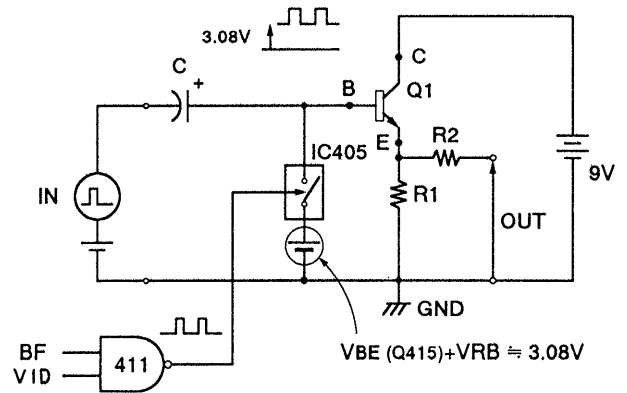 3.08V
C
+
C
B
Q1
E
R2
IC405
IN
R1
9V
OUT
GND
VBE (Q415)+VRB ≒ 3.08V
BF
411
VID